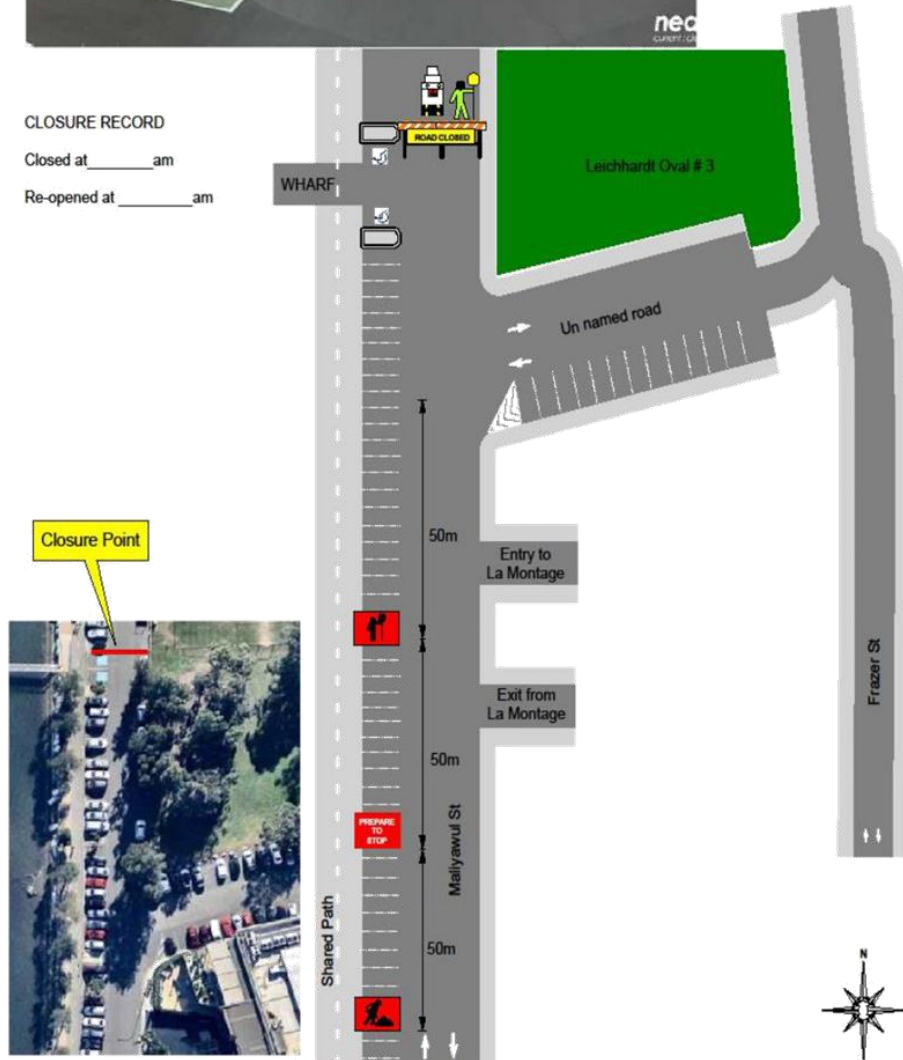 CLOSURE RECORD
Closed at________am
Re-opened at _________am
ROAD CLOSED
WHARF
Leichhardt Oval # 3
Un named road
50m
Entry to
La Montage
Closure Point
Exit from
La Montage
Frazer St
50m
PREPARE
TO
STOP
Maliyawul St
Shared Path
50m
N